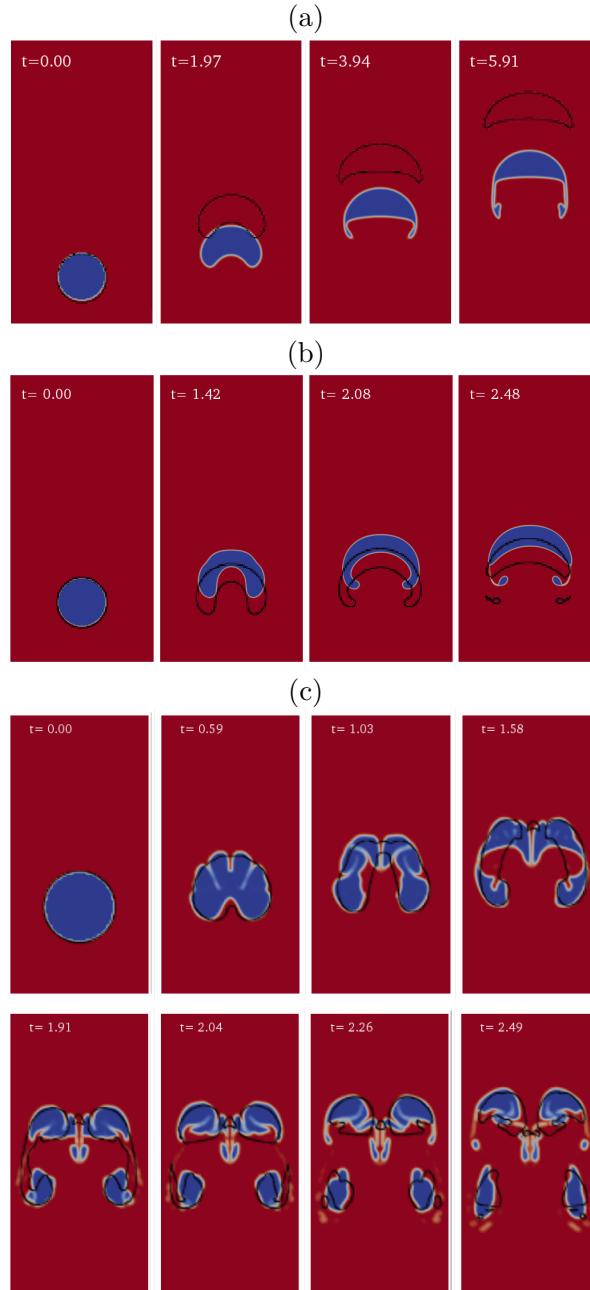 (a)
t=0.00 t=1.97 t=3.94 t=5.91
(b)
t= 0.00 t= 1.42 t= 2.08 t= 2.48
(c)
t= 0.00 t= 0.59 t= 1.03 t= 1.58
t= 1.91 t= 2.04 t= 2.26 t= 2.49